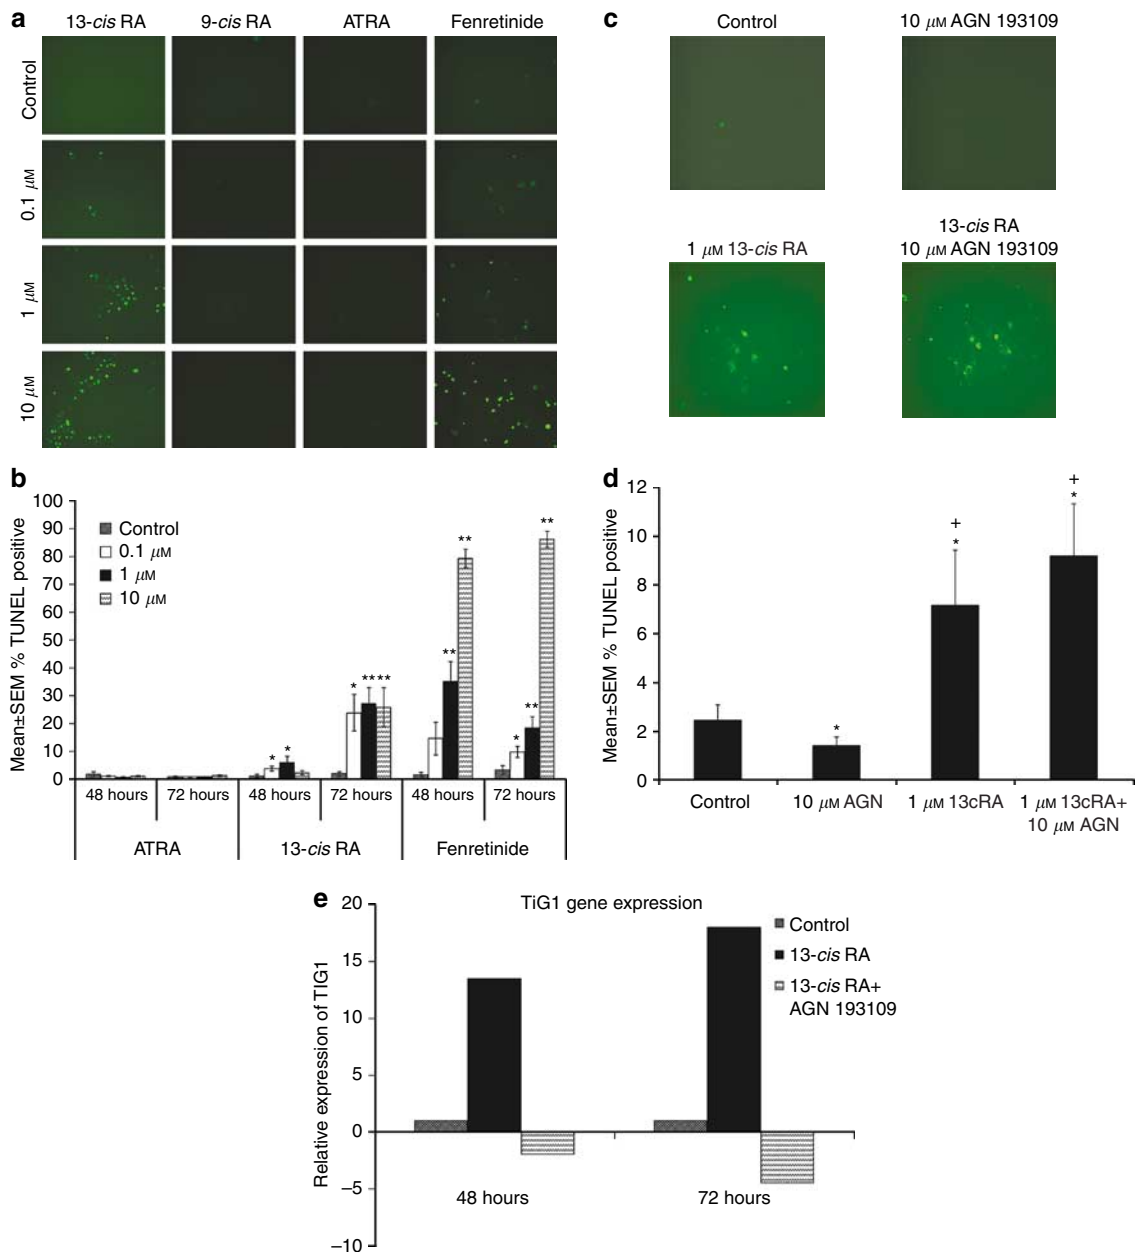 a
13-cis RA 9-cis RA ATRA Fenretinide
Control
0.1 μM
1 μM
10 μM
b
Mean±SEM % TUNEL positive
100
90
80
70
60
50
40
30
20
10
0
Control
0.1 μM
1 μM
10 μM
* * * ** ** ** ** * ** **
48 hours 72 hours 48 hours 72 hours 48 hours 72 hours
ATRA 13-cis RA Fenretinide
c
Control
10 μM AGN 193109
1 μM 13-cis RA
13-cis RA
10 μM AGN 193109
d
Mean±SEM % TUNEL positive
12
10
8
6
4
2
0
*
+
*
+
*
Control 10 μM AGN 1 μM 13cRA 1 μM 13cRA+
10 μM AGN
e
TiG1 gene expression
Relative expression of TIG1
20
15
10
5
0
−5
−10
Control
13-cis RA
13-cis RA+
AGN 193109
48 hours 72 hours